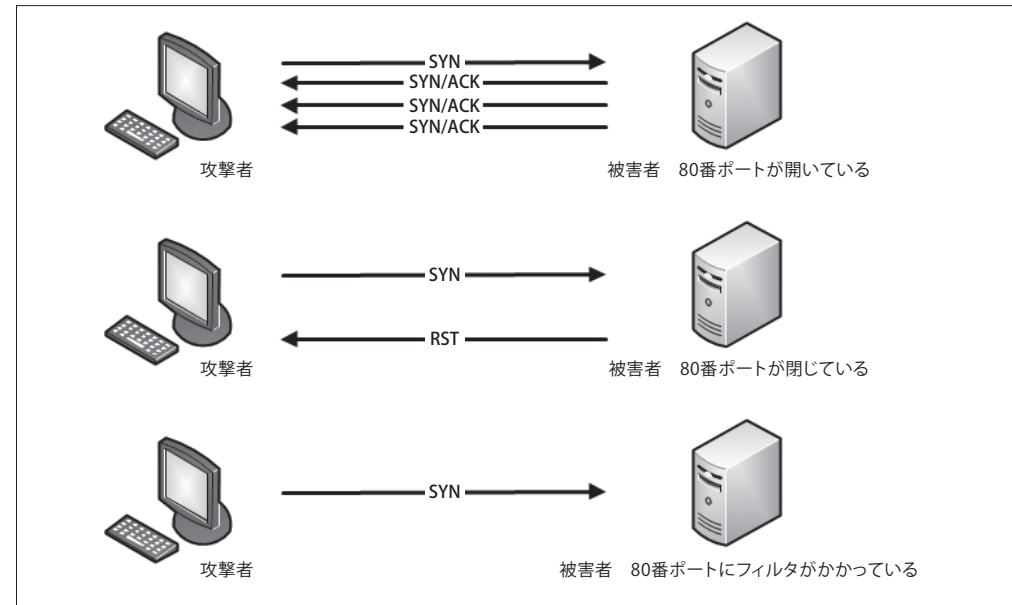 SYN
SYN/ACK
SYN/ACK
SYN/ACK
攻撃者
被害者　80番ポートが開いている
SYN
RST
攻撃者
被害者　80番ポートが閉じている
SYN
攻撃者
被害者　80番ポートにフィルタがかかっている